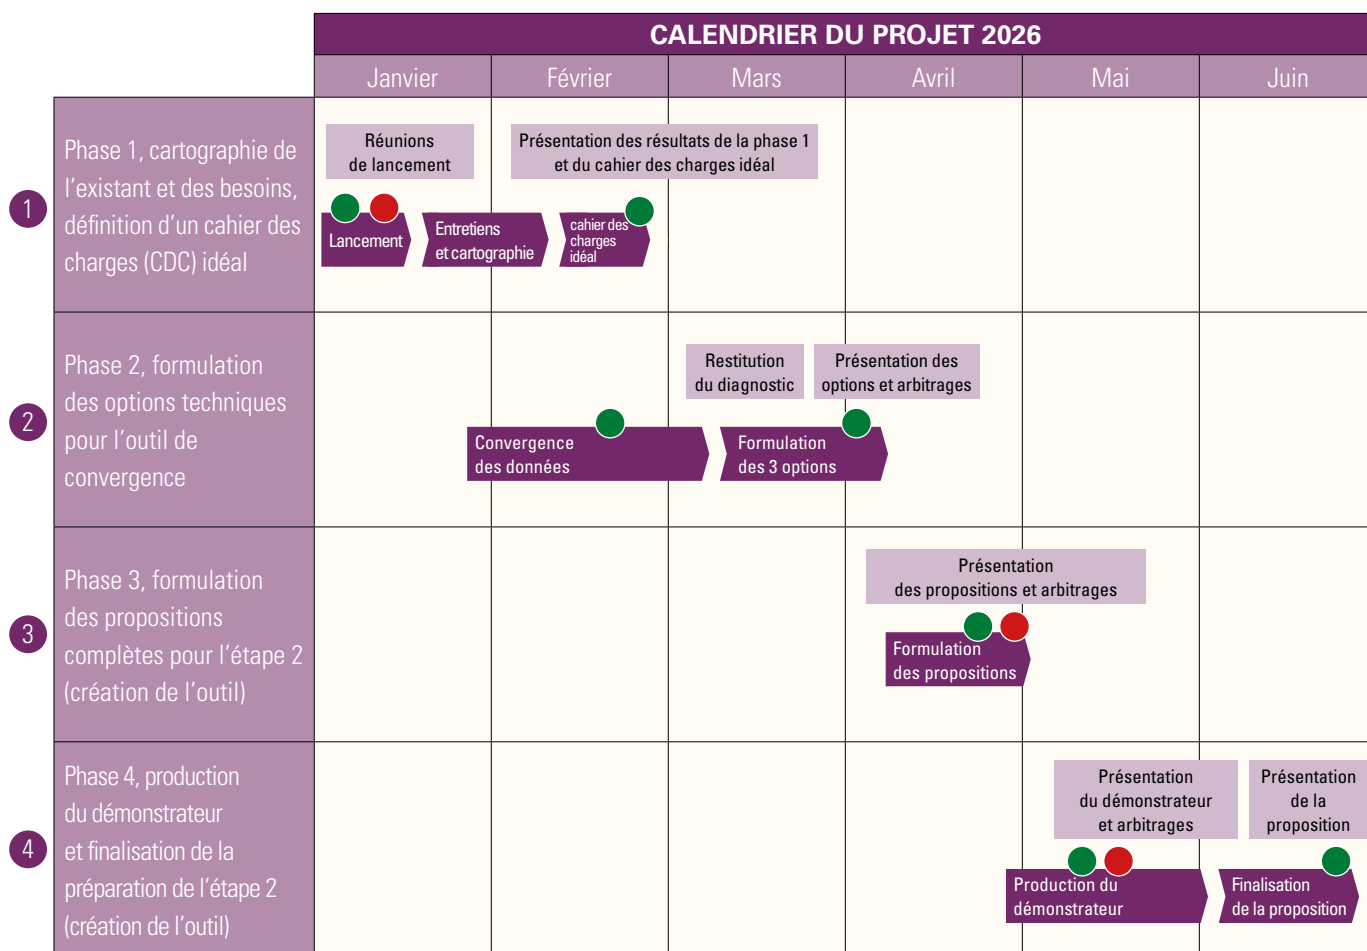 CALENDRIER DU PROJET 2026
Janvier
Février
Mars
Avril
Mai
Juin
1
Phase 1, cartographie de
l'existant et des besoins,
définition d'un cahier des
charges (CDC) idéal
Réunions
de lancement
Présentation des résultats de la phase 1
et du cahier des charges idéal
Lancement
Entretiens
et cartographie
cahier des
charges
idéal
2
Phase 2, formulation
des options techniques
pour l'outil de
convergence
Restitution
du diagnostic
Présentation des
options et arbitrages
Convergence
des données
Formulation
des 3 options
3
Phase 3, formulation
des propositions
complètes pour l'étape 2
(création de l'outil)
Présentation
des propositions et arbitrages
Formulation
des propositions
4
Phase 4, production
du démonstrateur
et finalisation de la
préparation de l'étape 2
(création de l'outil)
Présentation
du démonstrateur
et arbitrages
Présentation
de la
proposition
Production du
démonstrateur
Finalisation
de la proposition